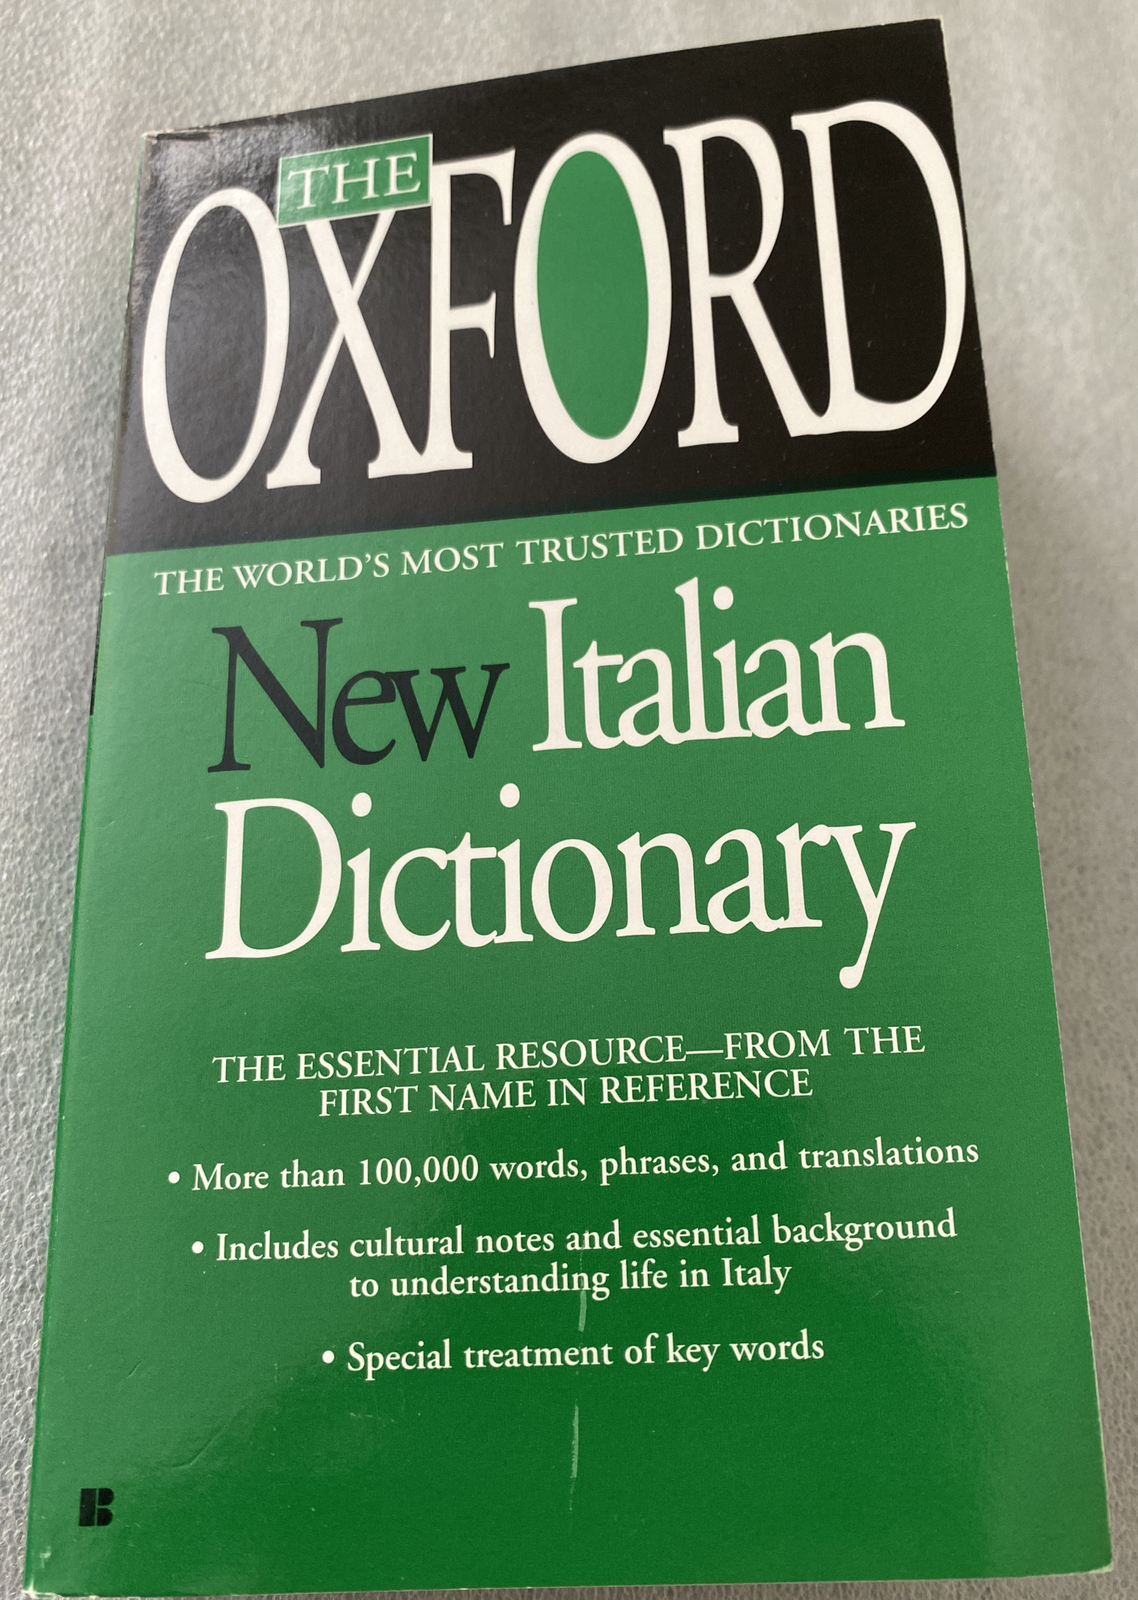 THE
OXFORD
THE WORLD'S MOST TRUSTED DICTIONARIES
New Italian
Dictionary
THE ESSENTIAL RESOURCE—FROM THE
FIRST NAME IN REFERENCE
• More than 100,000 words, phrases, and translations
• Includes cultural notes and essential background
to understanding life in Italy
• Special treatment of key words
B